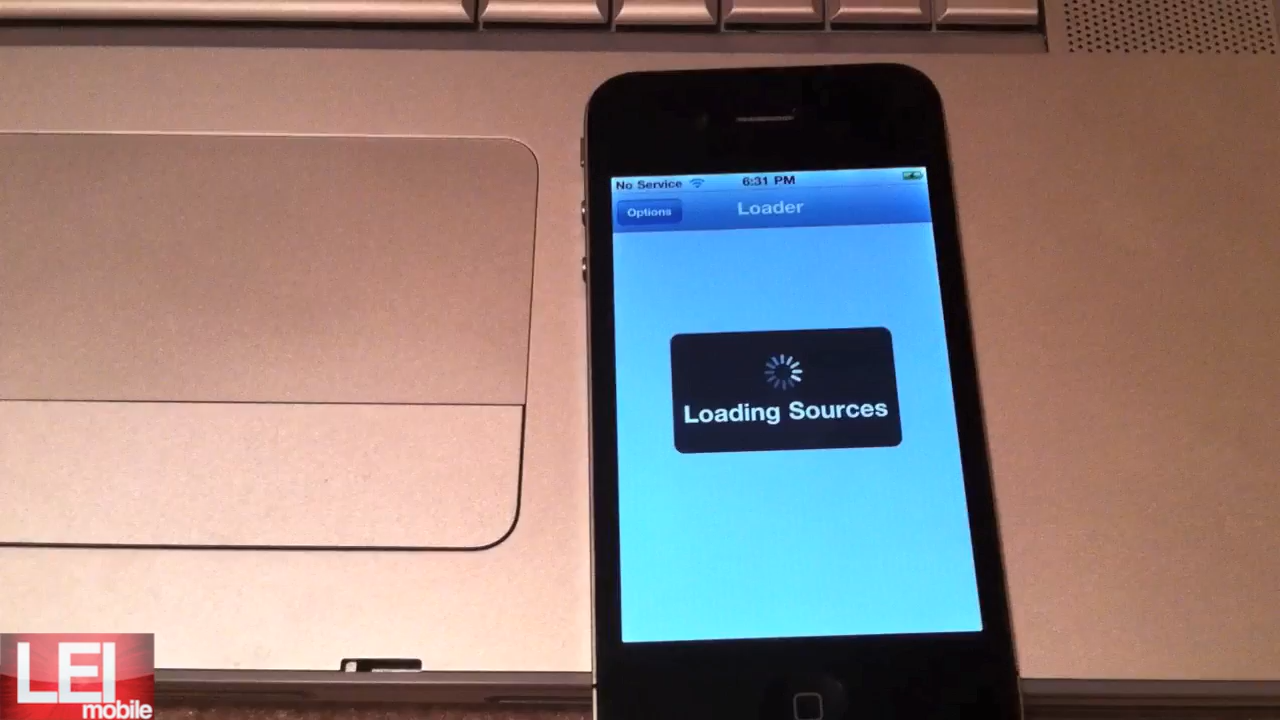 No Service 6:31 PM
Options Loader
Loading Sources
LEI
mobile